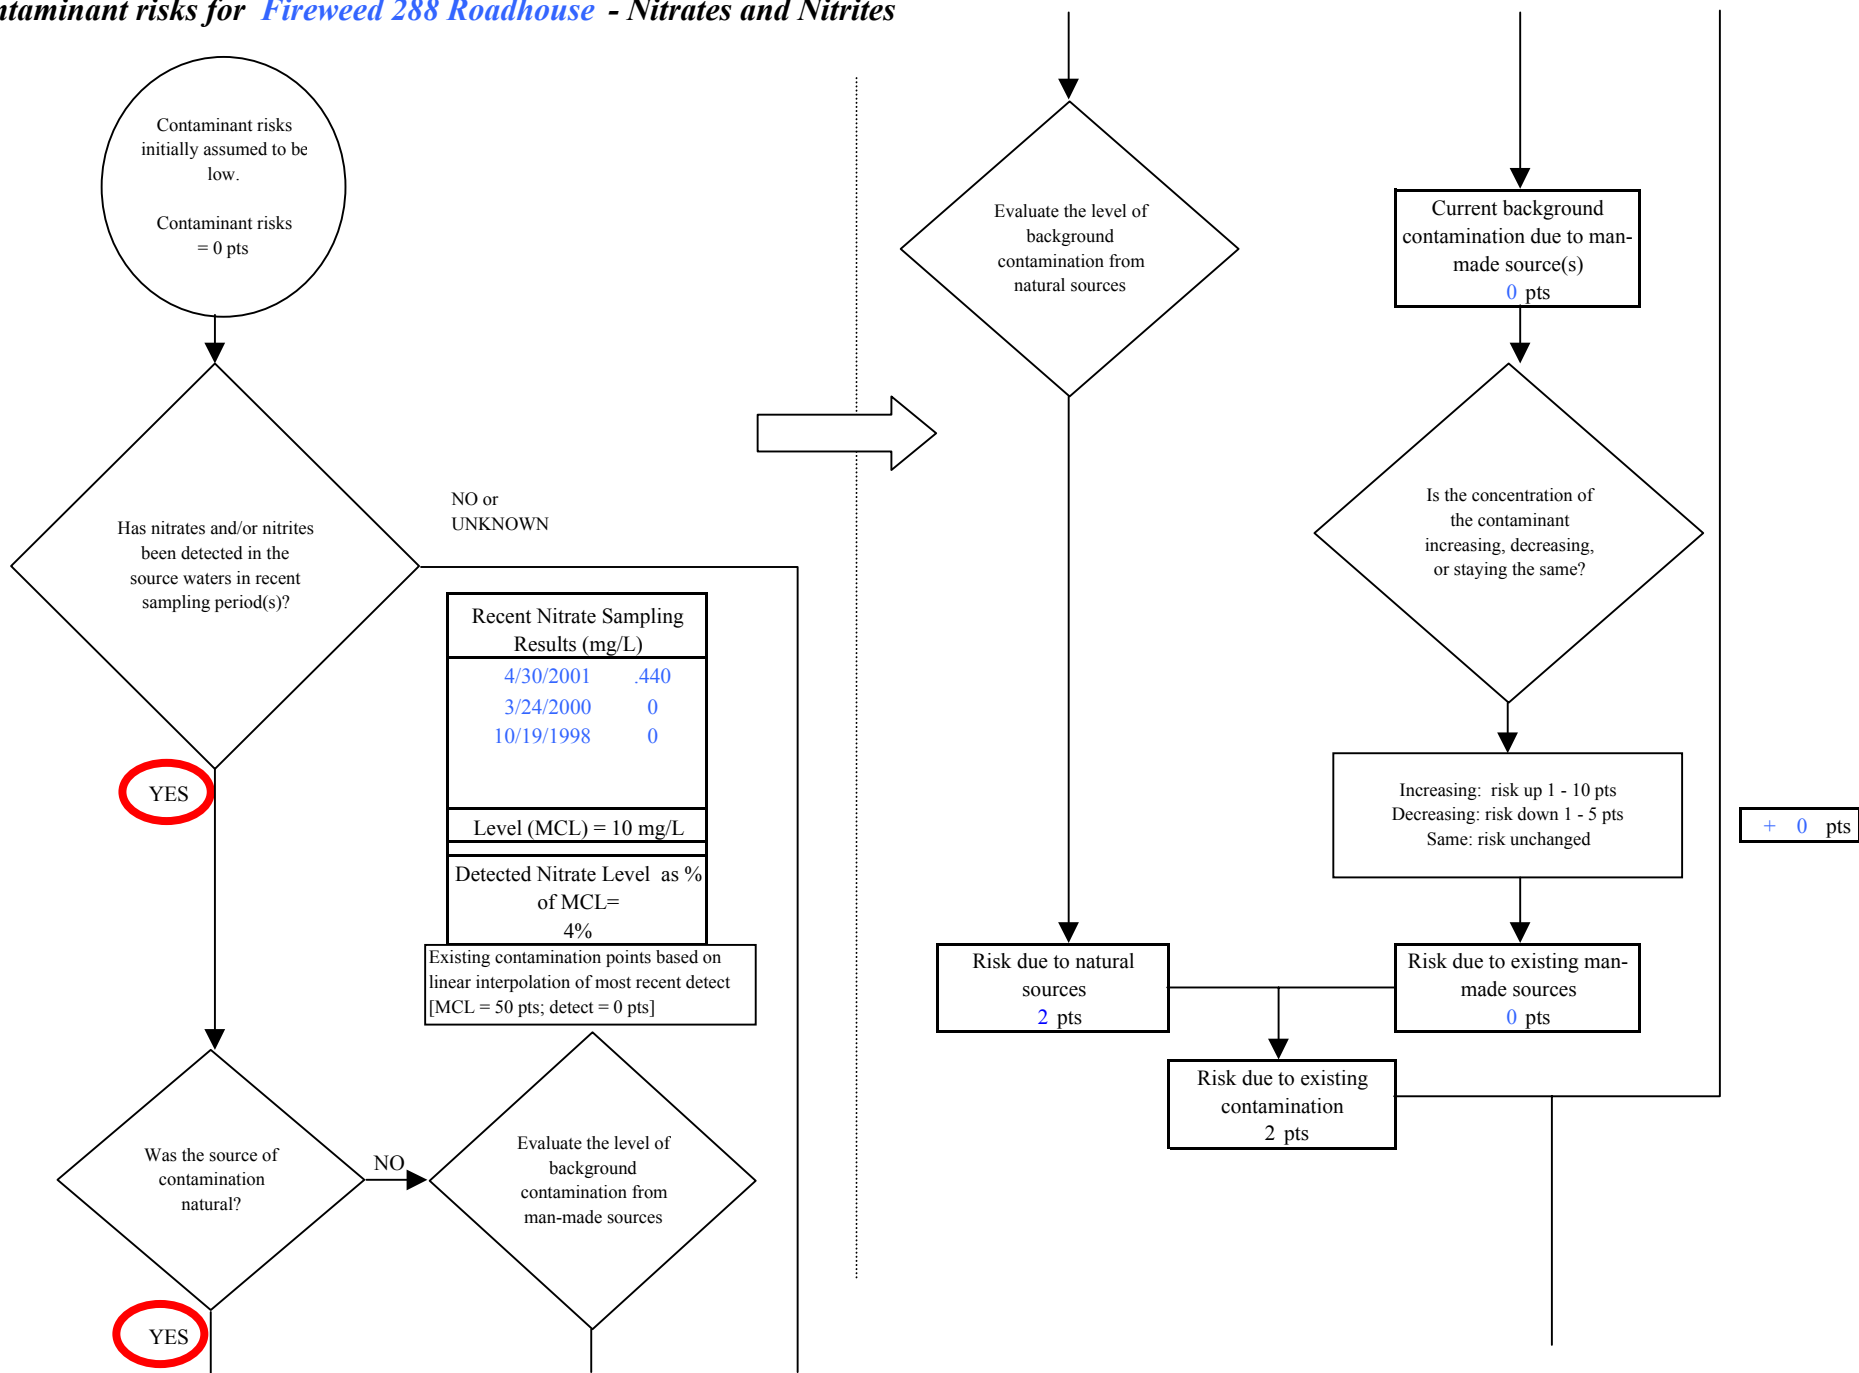 ntaminant risks for Fireweed 288 Roadhouse - Nitrates and Nitrites
Contaminant risks
initially assumed to be
low.
Contaminant risks
= 0 pts
Has nitrates and/or nitrites
been detected in the
source waters in recent
sampling period(s)?
NO or
UNKNOWN
YES
Recent Nitrate Sampling
Results (mg/L)
4/30/2001 .440
3/24/2000 0
10/19/1998 0
Level (MCL) = 10 mg/L
Detected Nitrate Level as %
of MCL=
4%
Existing contamination points based on
linear interpolation of most recent detect
[MCL = 50 pts; detect = 0 pts]
Was the source of
contamination
natural?
NO
YES
Evaluate the level of
background
contamination from
man-made sources
Evaluate the level of
background
contamination from
natural sources
Current background
contamination due to man-
made source(s)
0 pts
Is the concentration of
the contaminant
increasing, decreasing,
or staying the same?
Increasing: risk up 1 - 10 pts
Decreasing: risk down 1 - 5 pts
Same: risk unchanged
+ 0 pts
Risk due to natural
sources
2 pts
Risk due to existing man-
made sources
0 pts
Risk due to existing
contamination
2 pts